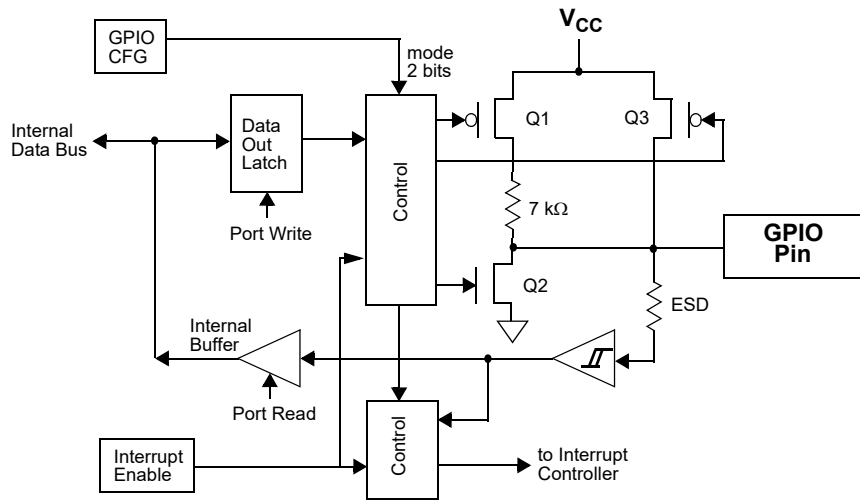 GPIO
CFG
mode
2 bits
VCC
Internal
Data Bus
Data
Out
Latch
Control
Q1
Q3
7 kΩ
Port Write
GPIO
Pin
Q2
ESD
Internal
Buffer
Port Read
Control
Interrupt
Enable
to Interrupt
Controller